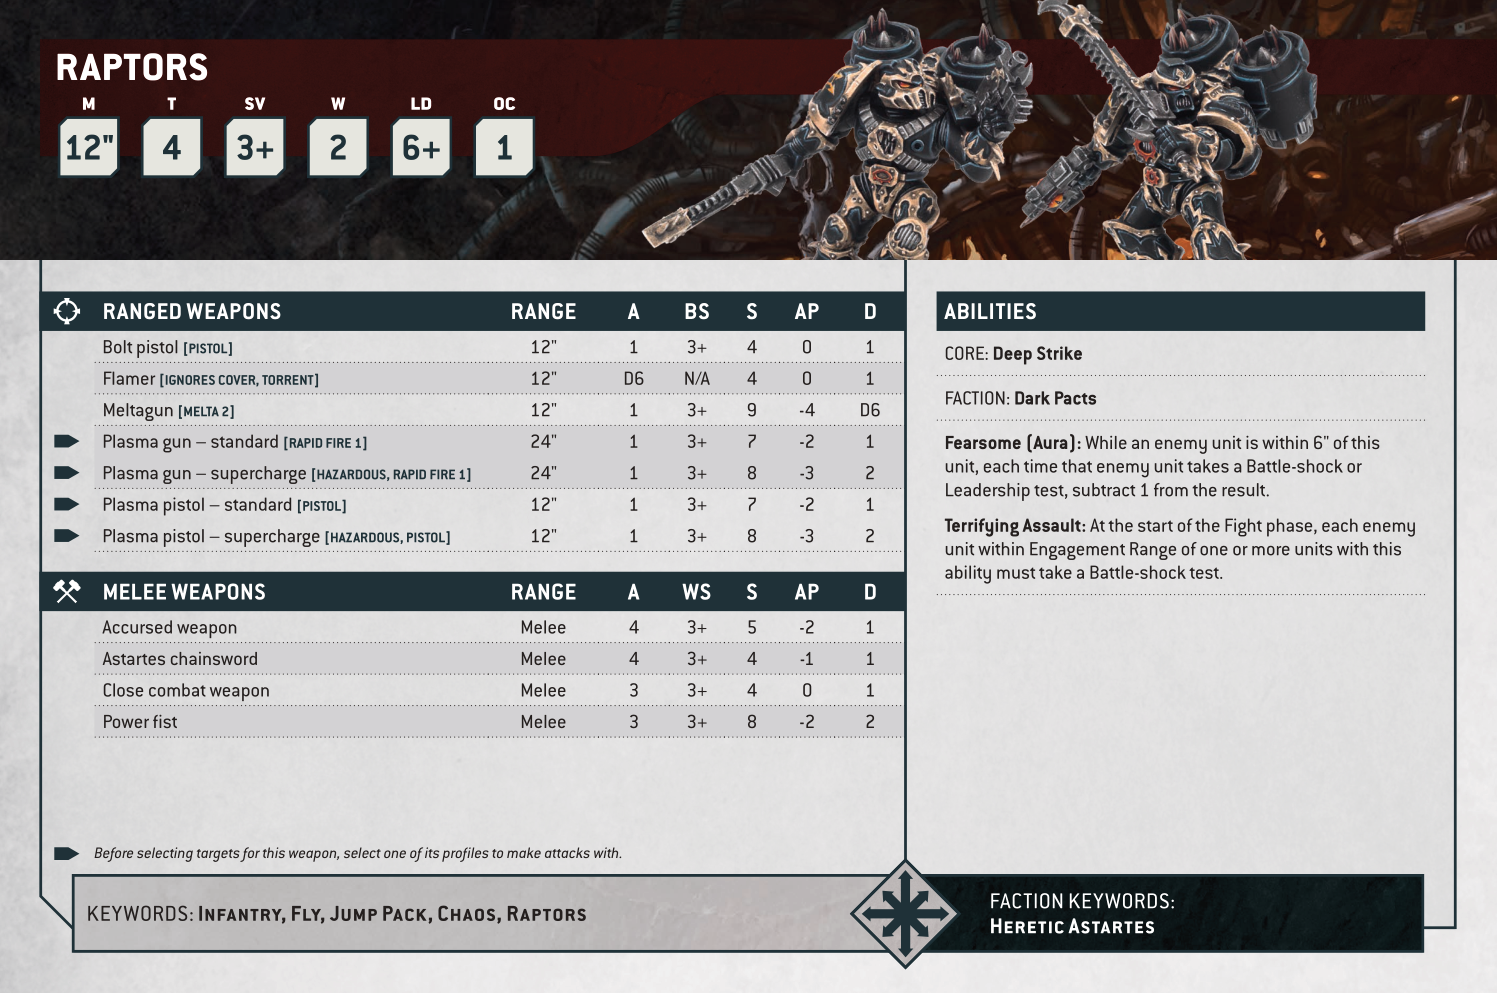 RAPTORS
M T SV W LD OC
12" 4 3+ 2 6+ 1
RANGED WEAPONS RANGE A BS S AP D
Bolt pistol [PISTOL] 12" 1 3+ 4 0 1
Flamer [IGNORES COVER, TORRENT] 12" D6 N/A 4 0 1
Meltagun [MELTA 2] 12" 1 3+ 9 -4 D6
Plasma gun – standard [RAPID FIRE 1] 24" 1 3+ 7 -2 1
Plasma gun – supercharge [HAZARDOUS, RAPID FIRE 1] 24" 1 3+ 8 -3 2
Plasma pistol – standard [PISTOL] 12" 1 3+ 7 -2 1
Plasma pistol – supercharge [HAZARDOUS, PISTOL] 12" 1 3+ 8 -3 2
MELEE WEAPONS RANGE A WS S AP D
Accursed weapon Melee 4 3+ 5 -2 1
Astartes chainsword Melee 4 3+ 4 -1 1
Close combat weapon Melee 3 3+ 4 0 1
Power fist Melee 3 3+ 8 -2 2
Before selecting targets for this weapon, select one of its profiles to make attacks with.
ABILITIES
CORE: Deep Strike
FACTION: Dark Pacts
Fearsome (Aura): While an enemy unit is within 6" of this
unit, each time that enemy unit takes a Battle-shock or
Leadership test, subtract 1 from the result.
Terrifying Assault: At the start of the Fight phase, each enemy
unit within Engagement Range of one or more units with this
ability must take a Battle-shock test.
KEYWORDS: INFANTRY, FLY, JUMP PACK, CHAOS, RAPTORS
FACTION KEYWORDS:
HERETIC ASTARTES